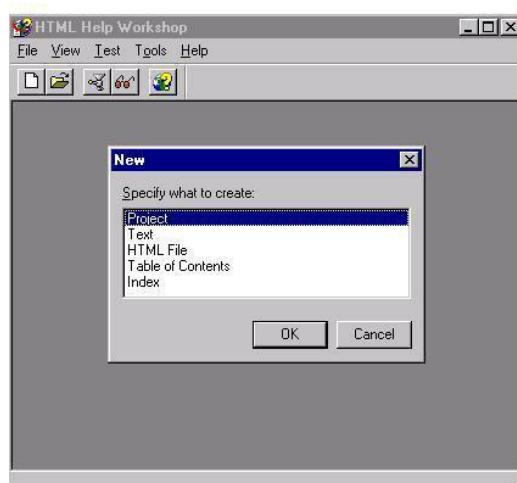 HTML Help Workshop
File View Test Tools Help
New
Specify what to create:
Project
Text
HTML File
Table of Contents
Index
OK Cancel